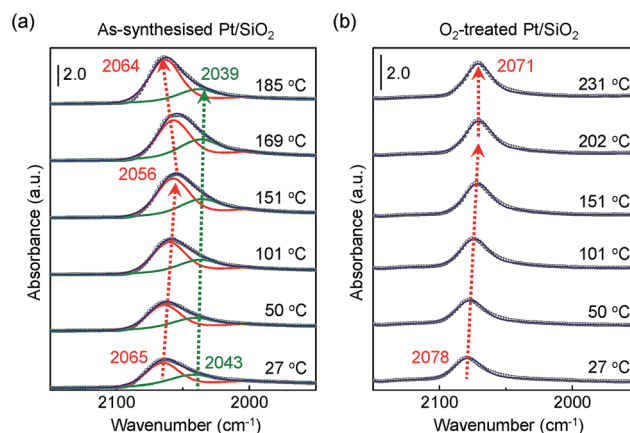 (a) As-synthesised Pt/SiO₂
2.0
2064
2039
185 °C
169 °C
2056
151 °C
101 °C
50 °C
2065
2043
27 °C
Absorbance (a.u.)
2100 2000
Wavenumber (cm⁻¹)
(b) O₂-treated Pt/SiO₂
2.0
2071
231 °C
202 °C
151 °C
101 °C
50 °C
2078
27 °C
Absorbance (a.u.)
2100 2000
Wavenumber (cm⁻¹)